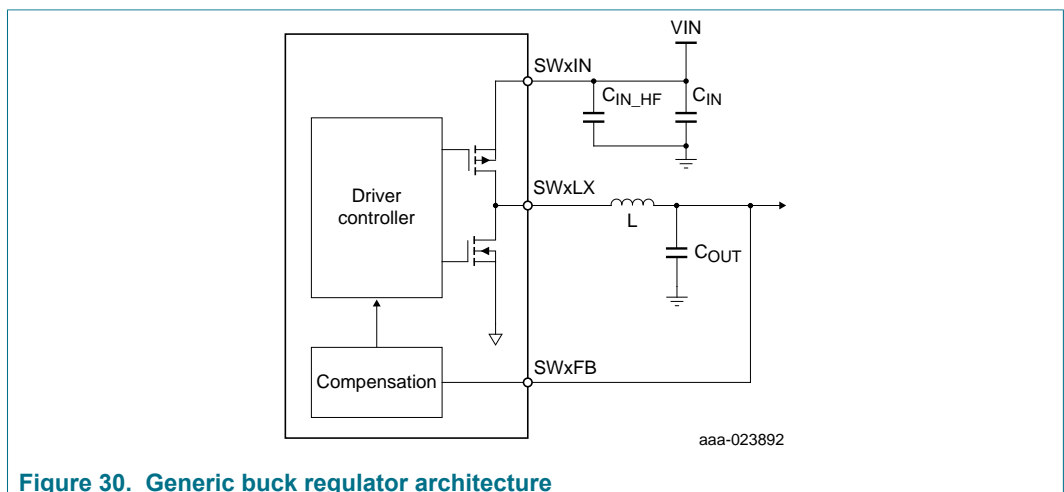 VIN
SWxIN
CIN_HF
CIN
Driver
controller
SWxLX
L
COUT
Compensation
SWxFB
aaa-023892
Figure 30. Generic buck regulator architecture